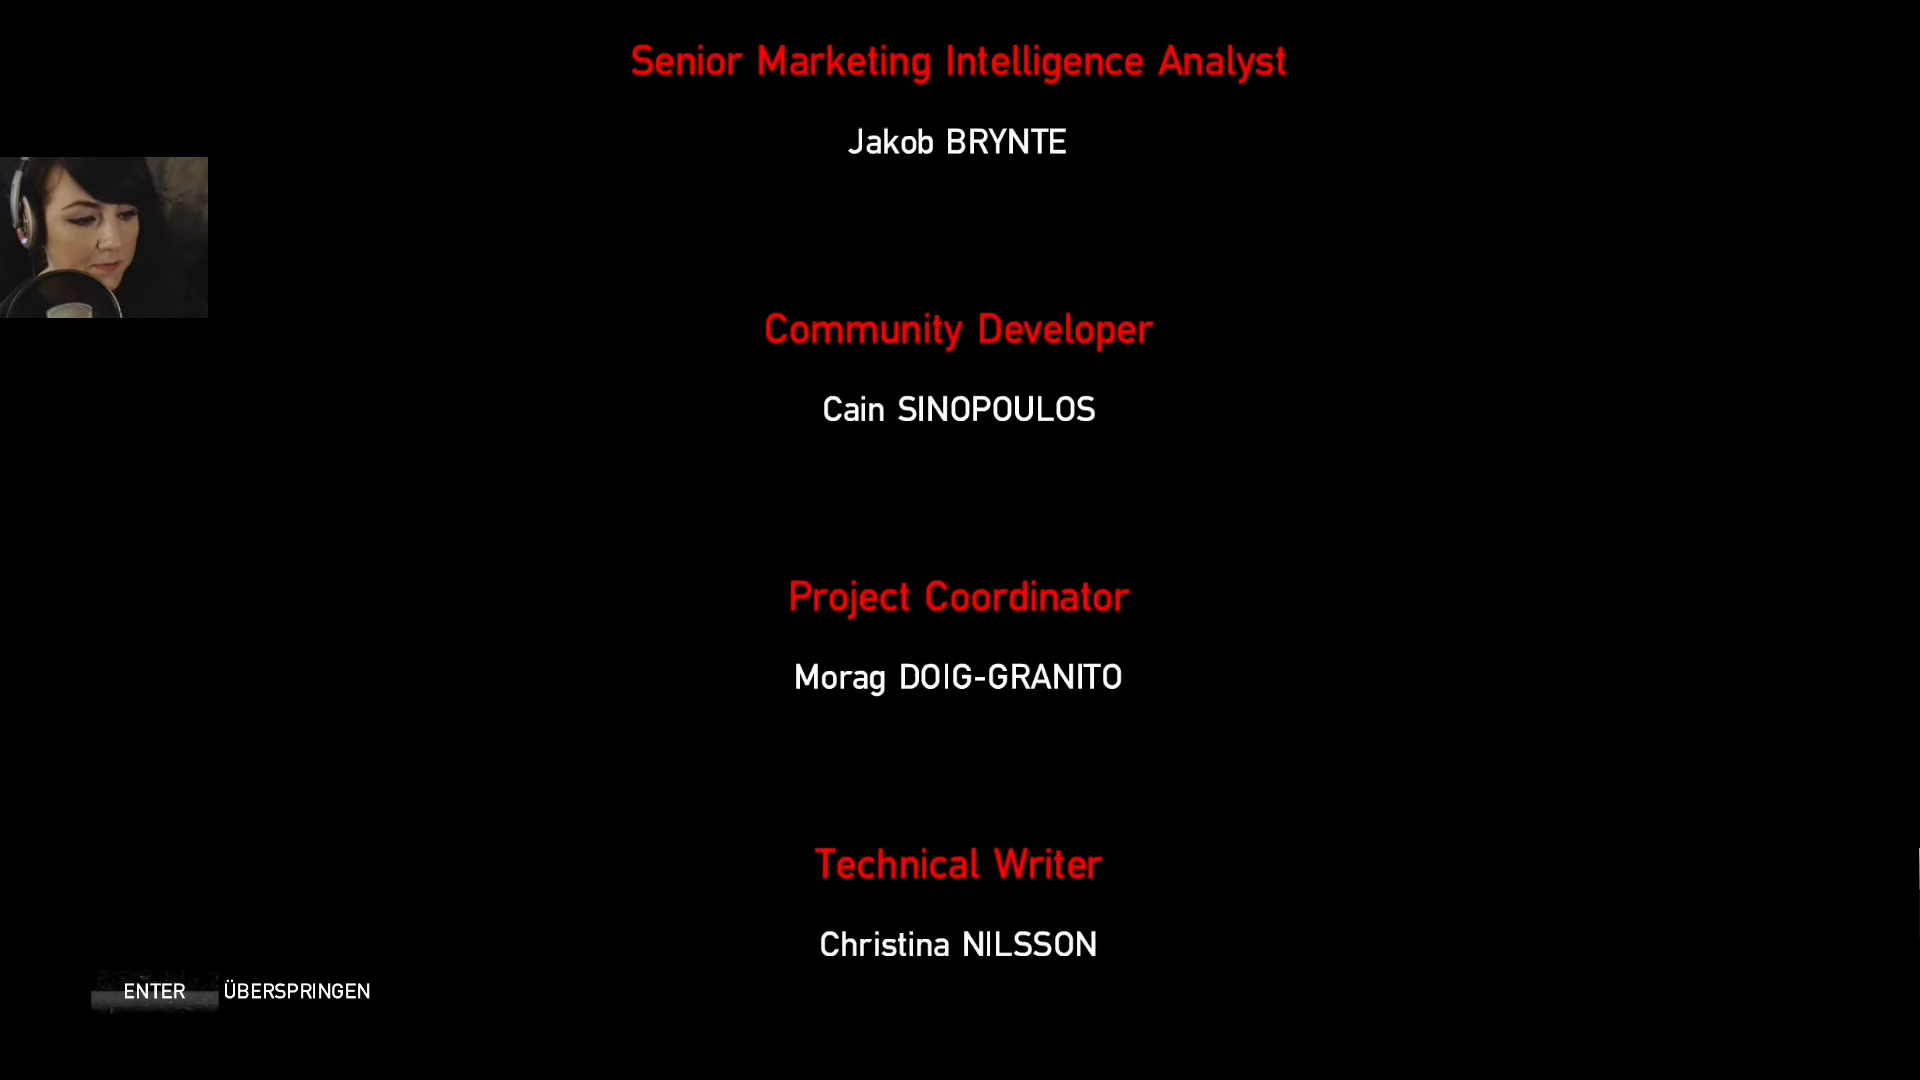 Senior Marketing Intelligence Analyst
Jakob BRYNTE
Community Developer
Cain SINOPOULOS
Project Coordinator
Morag DOIG-GRANITO
Technical Writer
Christina NILSSON
ENTER ÜBERSPRINGEN